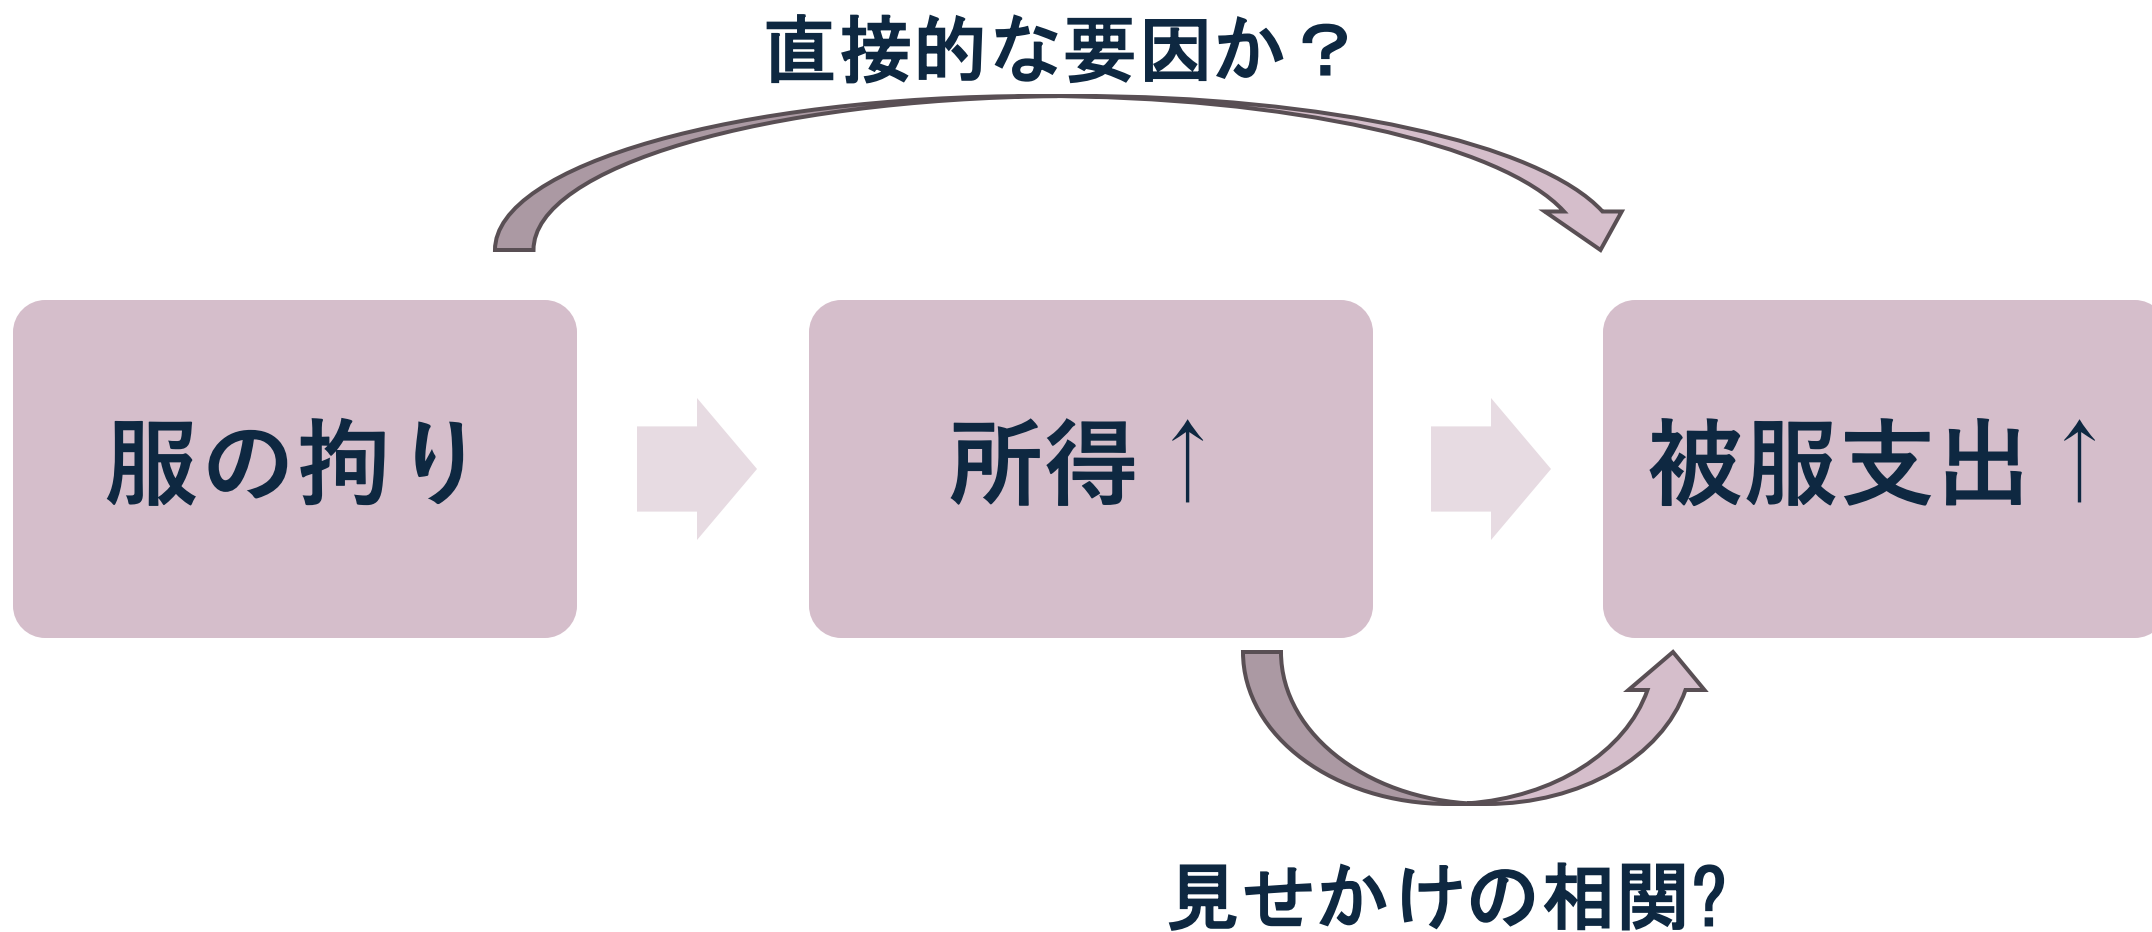 直接的な要因か？
服の拘り
所得↑
被服支出↑
見せかけの相関?